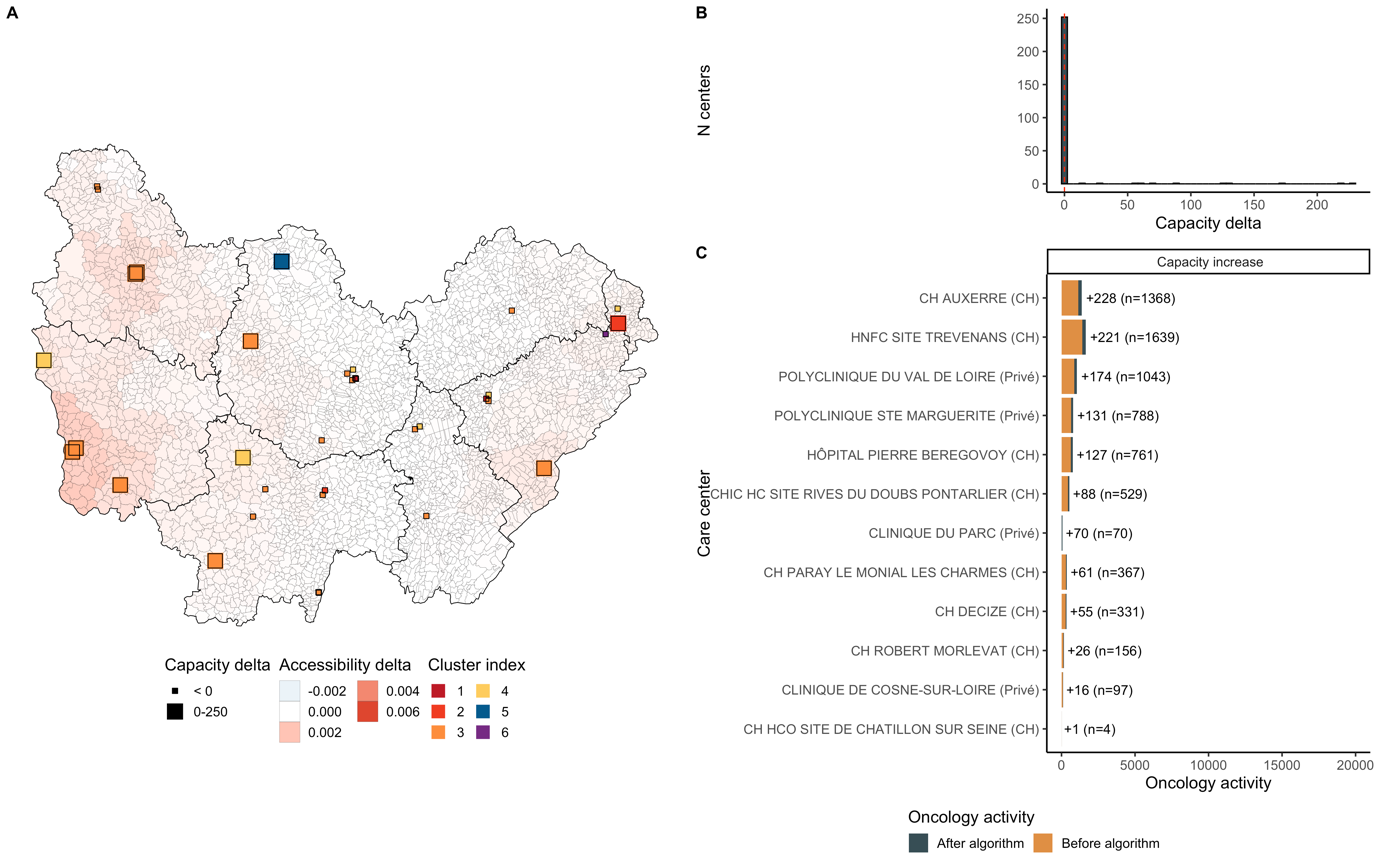 A
Capacity delta
< 0
0-250
Accessibility delta
-0.002
0.000
0.002
0.004
0.006
Cluster index
1
2
3
4
5
6
B
N centers
250
200
150
100
50
0
0
50
100
150
200
Capacity delta
C
Capacity increase
Care center
CH AUXERRE (CH)
+228 (n=1368)
HNFC SITE TREVENANS (CH)
+221 (n=1639)
POLYCLINIQUE DU VAL DE LOIRE (Privé)
+174 (n=1043)
POLYCLINIQUE STE MARGUERITE (Privé)
+131 (n=788)
HÔPITAL PIERRE BEREGOVOY (CH)
+127 (n=761)
CHIC HC SITE RIVES DU DOUBS PONTARLIER (CH)
+88 (n=529)
CLINIQUE DU PARC (Privé)
+70 (n=70)
CH PARAY LE MONIAL LES CHARMES (CH)
+61 (n=367)
CH DECIZE (CH)
+55 (n=331)
CH ROBERT MORLEVAT (CH)
+26 (n=156)
CLINIQUE DE COSNE-SUR-LOIRE (Privé)
+16 (n=97)
CH HCO SITE DE CHATILLON SUR SEINE (CH)
+1 (n=4)
0
5000
10000
15000
20000
Oncology activity
Oncology activity
After algorithm
Before algorithm